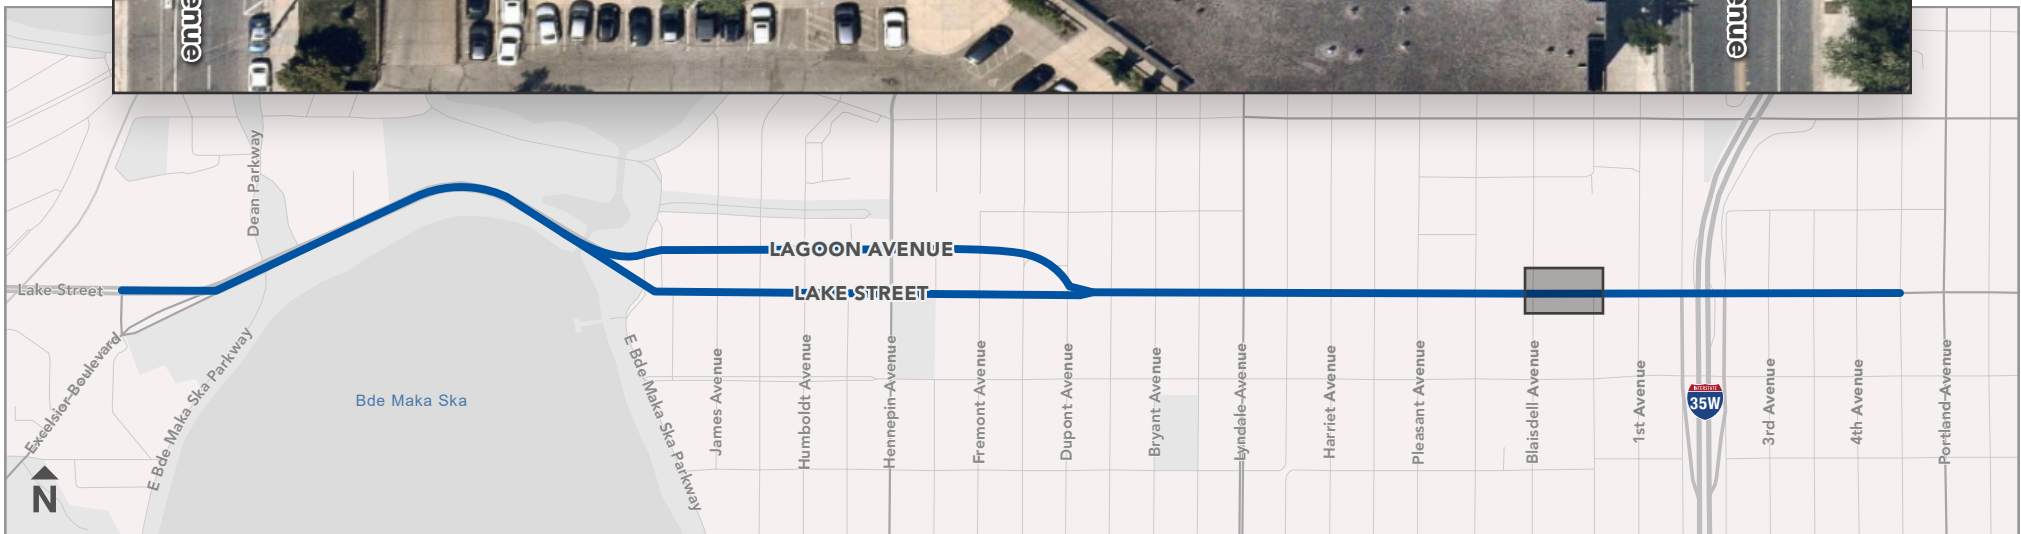 Dean Parkway
LAGOON AVENUE
Lake Street
LAKE STREET
Excelsior Boulevard
E Bde Maka Ska Parkway
Bde Maka Ska
E Bde Maka Ska Parkway
James Avenue
Humboldt Avenue
Hennepin Avenue
Fremont Avenue
Dupont Avenue
Bryant Avenue
Lyndale Avenue
Harriet Avenue
Pleasant Avenue
Blaisdell Avenue
1st Avenue
INTERSTATE
35W
3rd Avenue
4th Avenue
Portland Avenue
N